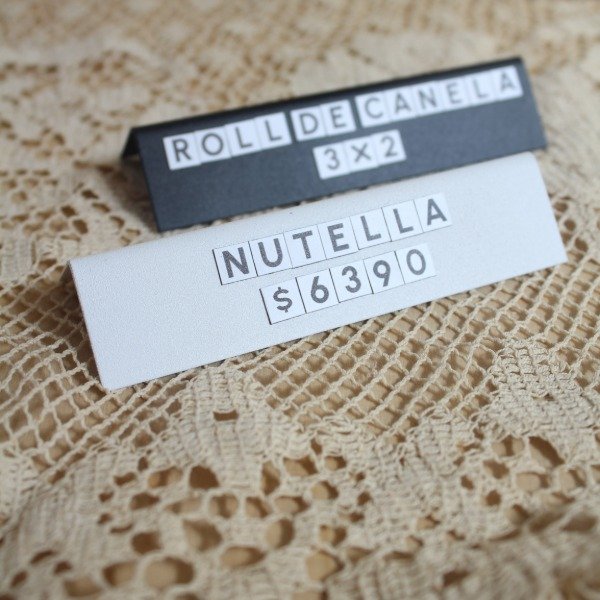 ROLL DE CANELA
3X2
NUTELLA
$6390